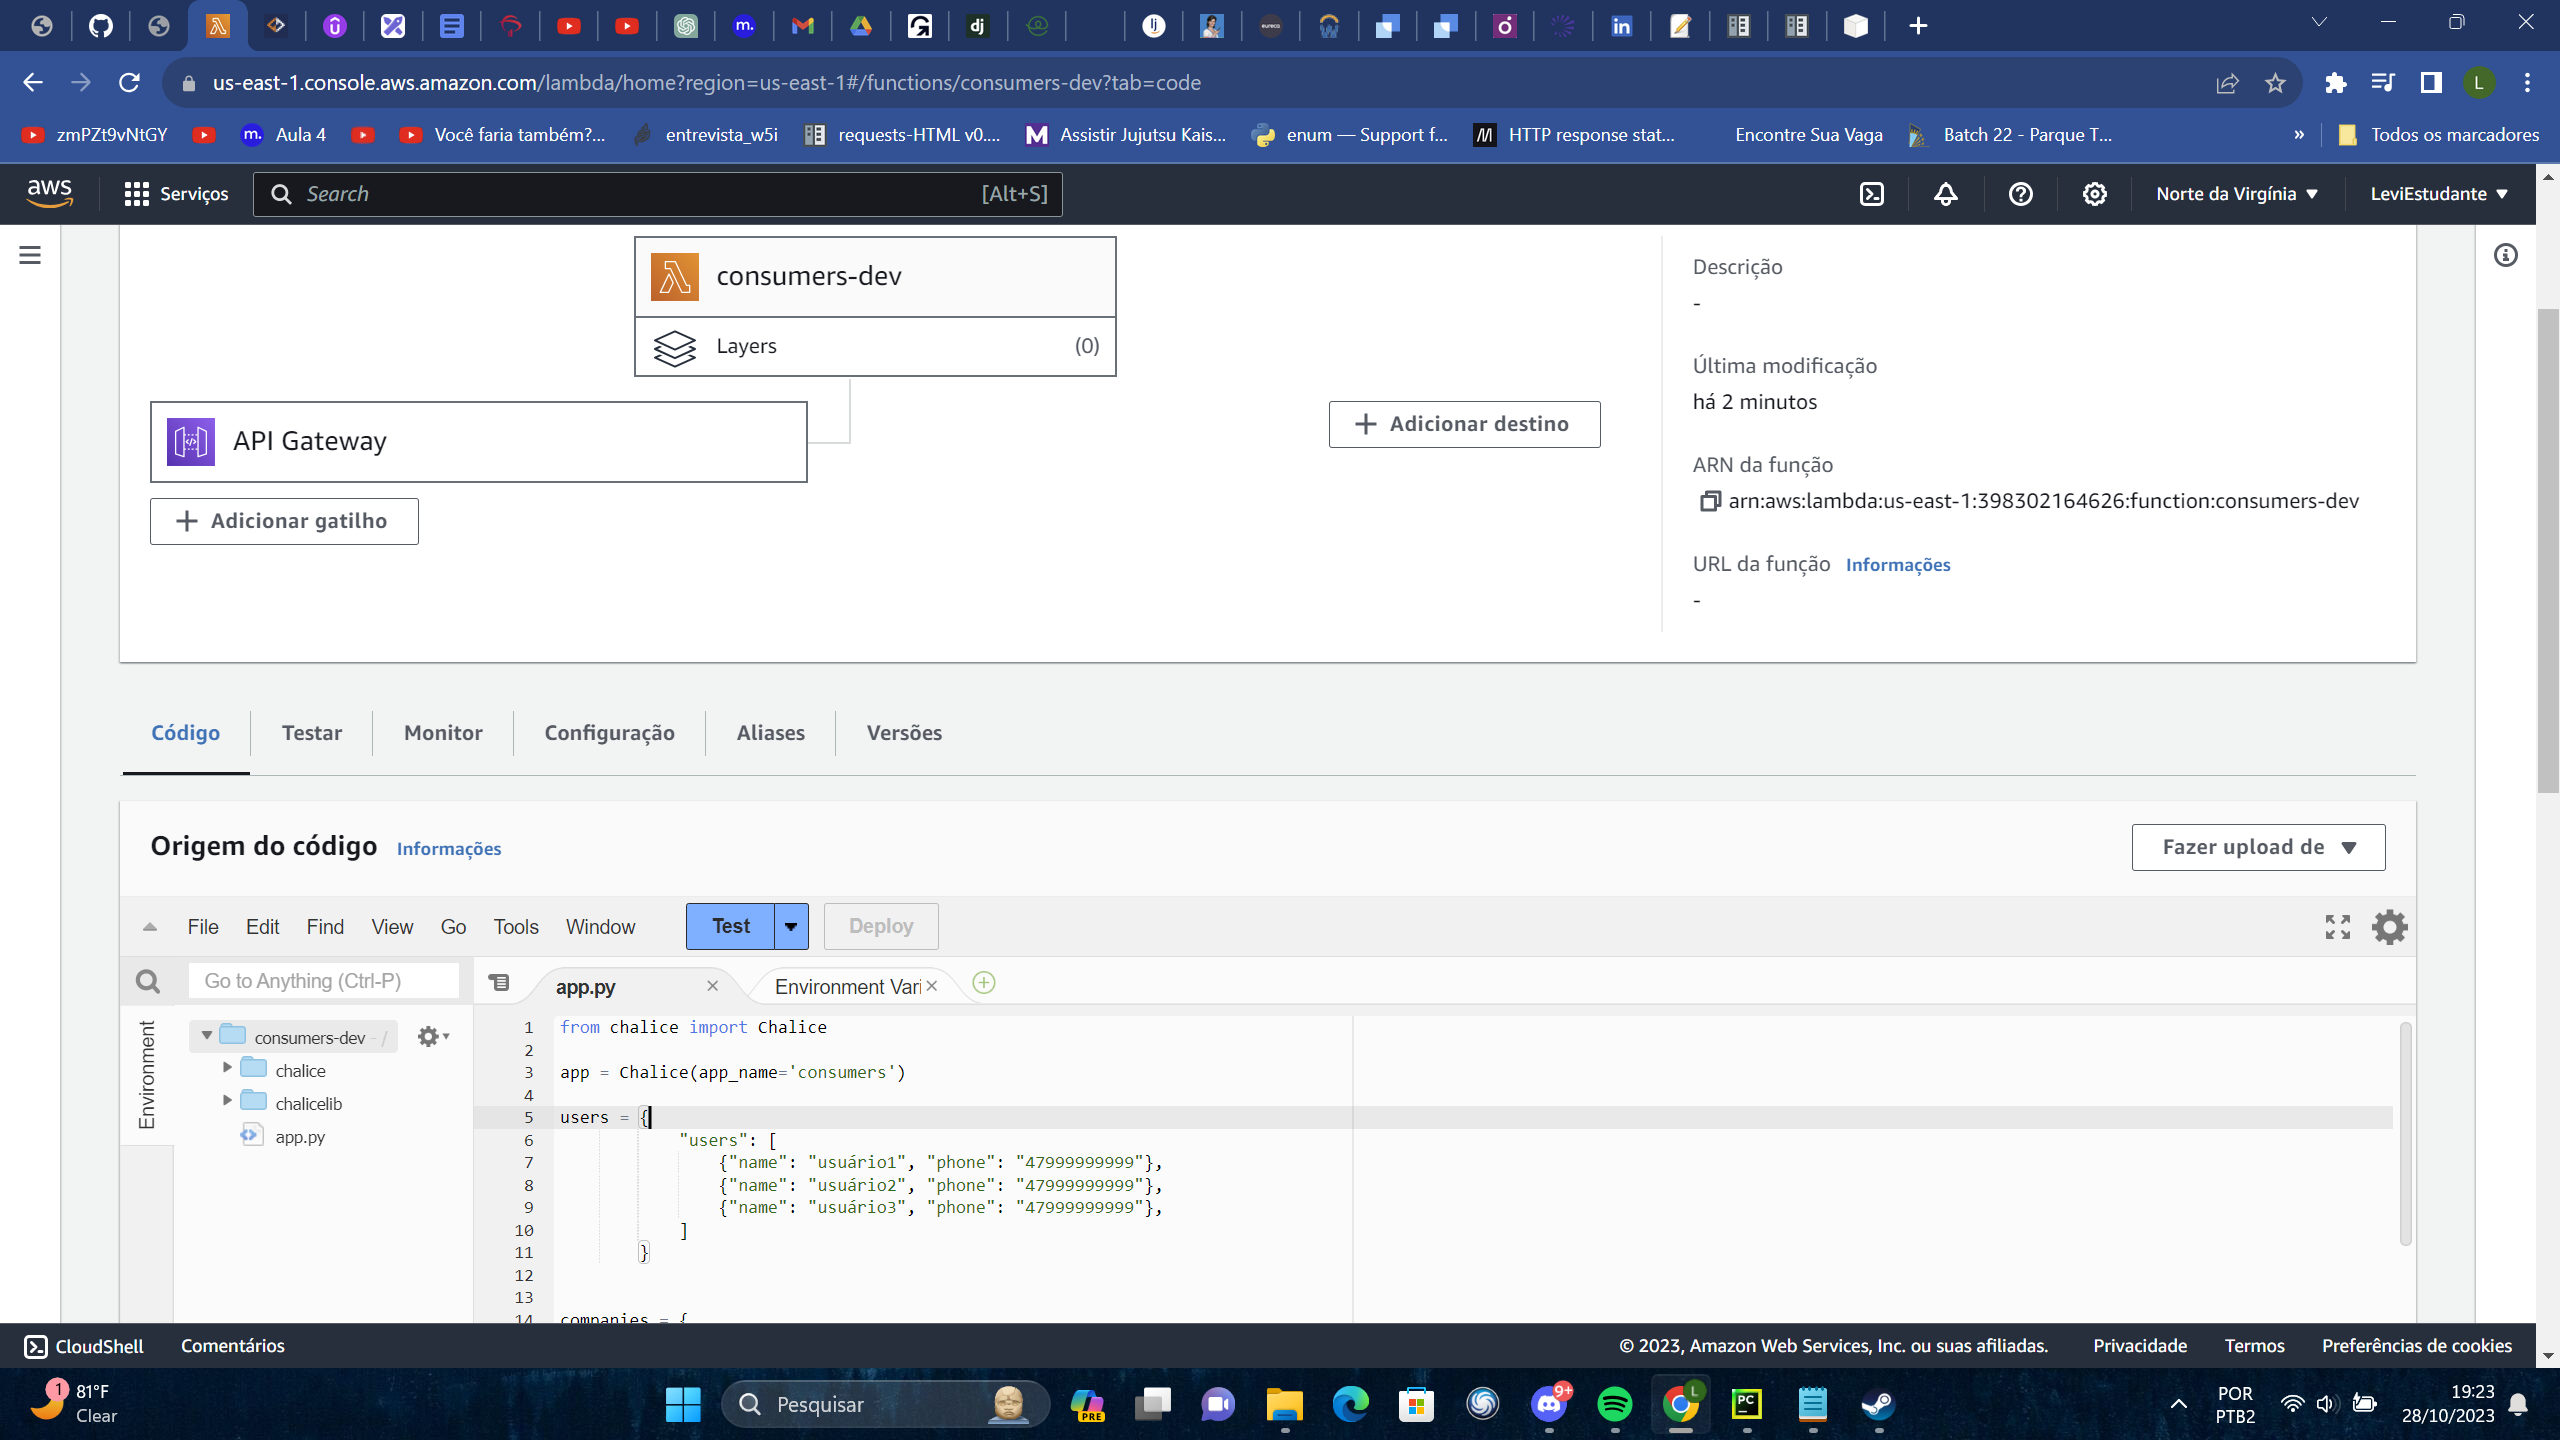 us-east-1.console.aws.amazon.com/lambda/home?region=us-east-1#/functions/consumers-dev?tab=code
L
zmPZt9vNtGY
Aula 4
Você faria também?...
entrevista_w5i
requests-HTML v0....
Assistir Jujutsu Kais...
enum — Support f...
HTTP response stat...
Encontre Sua Vaga
Batch 22 - Parque T...
»
Todos os marcadores
aws
Serviços
Search
[Alt+S]
Norte da Virgínia
LeviEstudante
consumers-dev
Layers
(0)
API Gateway
+ Adicionar gatilho
+ Adicionar destino
Descrição
-
Última modificação
há 2 minutos
ARN da função
arn:aws:lambda:us-east-1:398302164626:function:consumers-dev
URL da função Informações
-
Código
Testar
Monitor
Configuração
Aliases
Versões
Origem do código Informações
Fazer upload de
File Edit Find View Go Tools Window
Test
Deploy
Go to Anything (Ctrl-P)
app.py
Environment Vari
Environment
consumers-dev - /
chalice
chalicelib
app.py
1 from chalice import Chalice
2
3 app = Chalice(app_name='consumers')
4
5 users = {
6 "users": [
7 {"name": "usuário1", "phone": "47999999999"},
8 {"name": "usuário2", "phone": "47999999999"},
9 {"name": "usuário3", "phone": "47999999999"},
10 ]
11 }
12
13
14 companies = {
CloudShell
Comentários
© 2023, Amazon Web Services, Inc. ou suas afiliadas.
Privacidade
Termos
Preferências de cookies
1
81°F
Clear
Pesquisar
PRE
9+
L
PC
POR
PTB2
19:23
28/10/2023